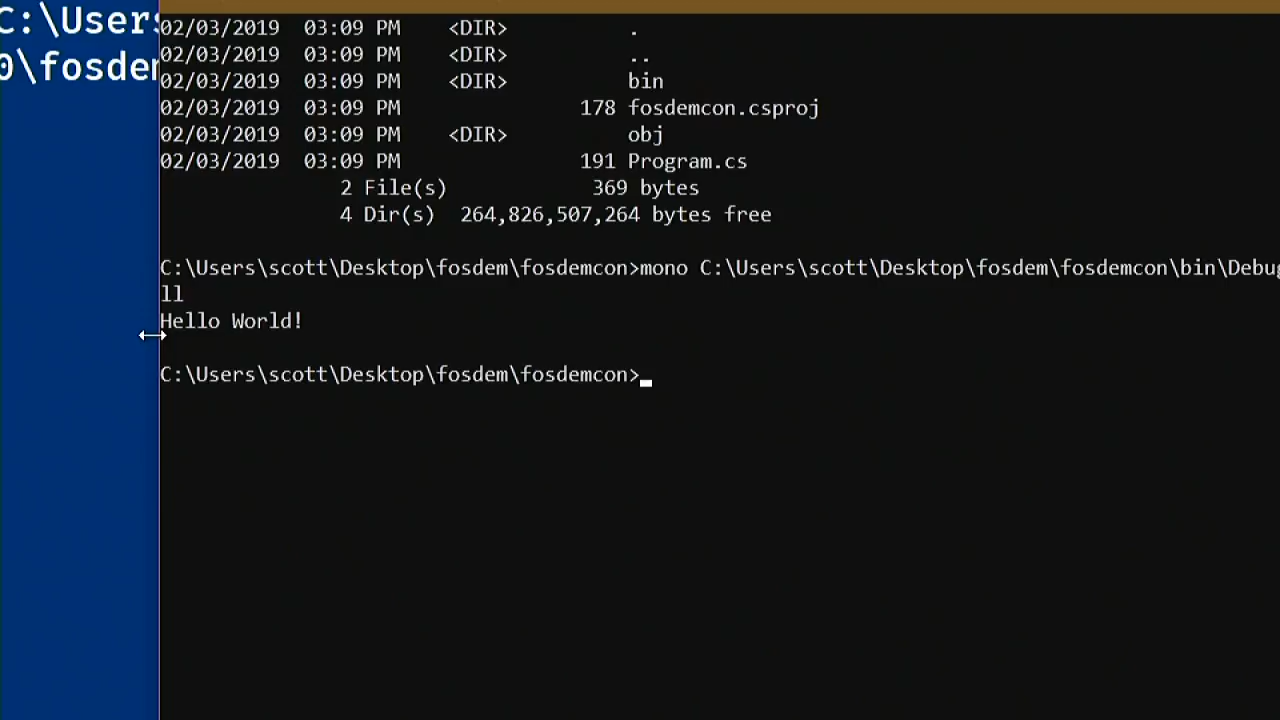 C:\Users
0\fosdem
02/03/2019  03:09 PM    <DIR>          .
02/03/2019  03:09 PM    <DIR>          ..
02/03/2019  03:09 PM    <DIR>          bin
02/03/2019  03:09 PM               178 fosdemcon.csproj
02/03/2019  03:09 PM    <DIR>          obj
02/03/2019  03:09 PM               191 Program.cs
               2 File(s)            369 bytes
               4 Dir(s)  264,826,507,264 bytes free
C:\Users\scott\Desktop\fosdem\fosdemcon>mono C:\Users\scott\Desktop\fosdem\fosdemcon\bin\Debug
ll
Hello World!
C:\Users\scott\Desktop\fosdem\fosdemcon>